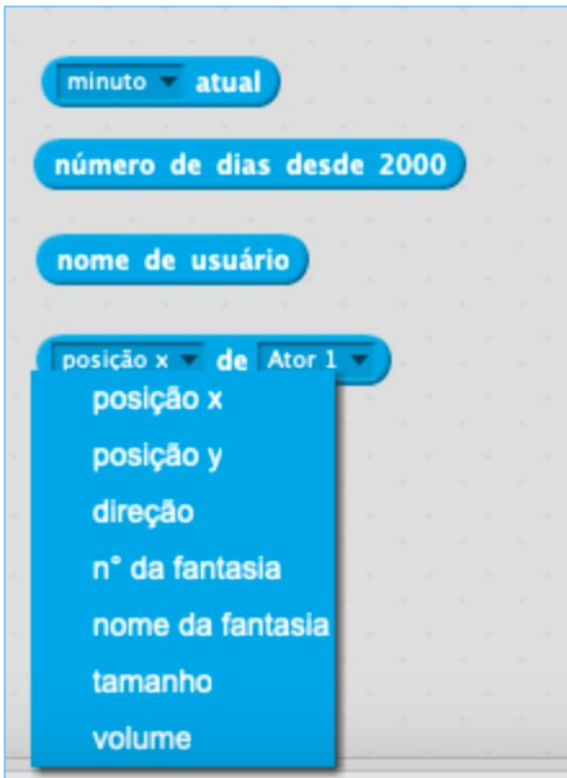 minuto atual
número de dias desde 2000
nome de usuário
posição x de Ator 1
posição x
posição y
direção
n° da fantasia
nome da fantasia
tamanho
volume